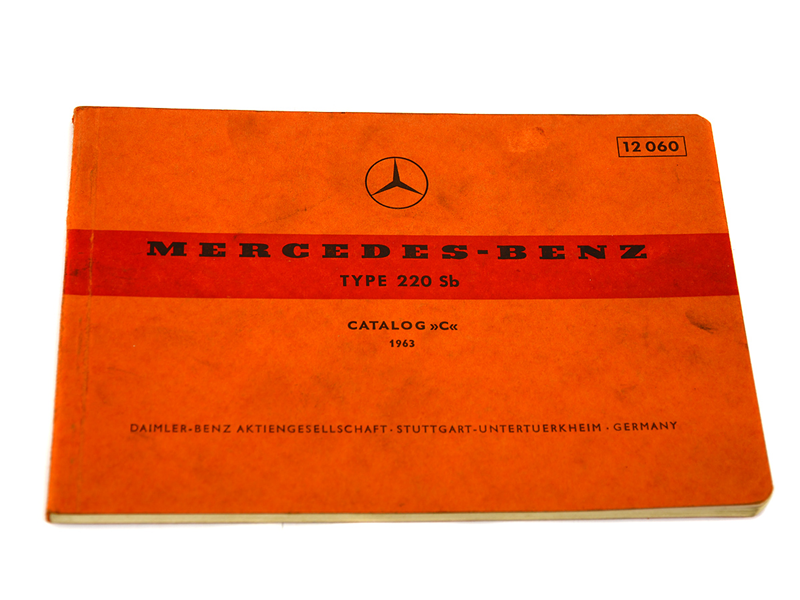 12 060
MERCEDES-BENZ
TYPE 220 Sb
CATALOG »C«
1963
DAIMLER-BENZ AKTIENGESELLSCHAFT · STUTTGART-UNTERTUERKHEIM · GERMANY